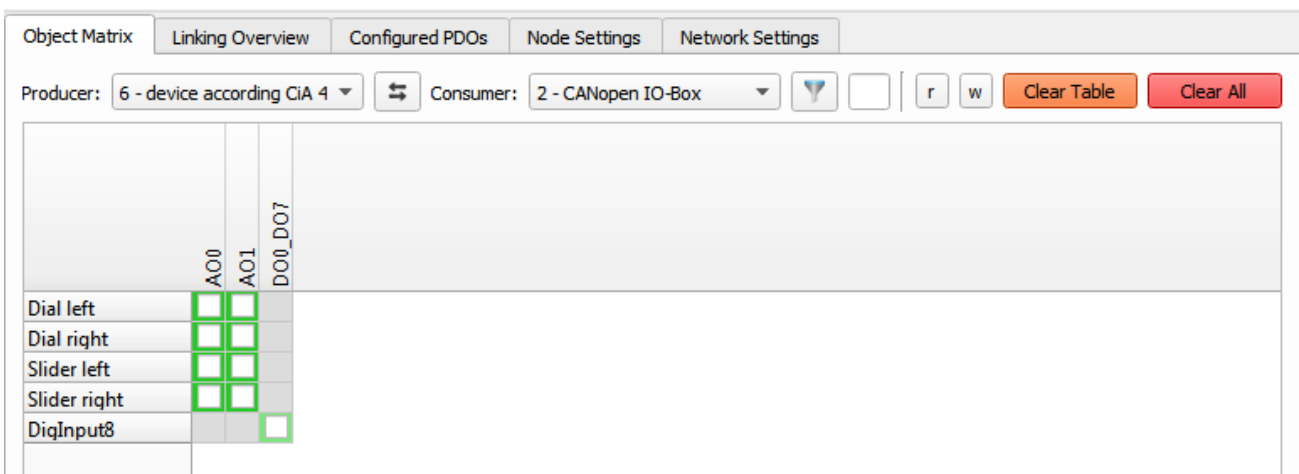 Object Matrix Linking Overview Configured PDOs Node Settings Network Settings
Producer: 6 - device according CiA 4 Consumer: 2 - CANopen IO-Box r w Clear Table Clear All
AO0 AO1 DO0_DO7
Dial left
Dial right
Slider left
Slider right
DigInput8